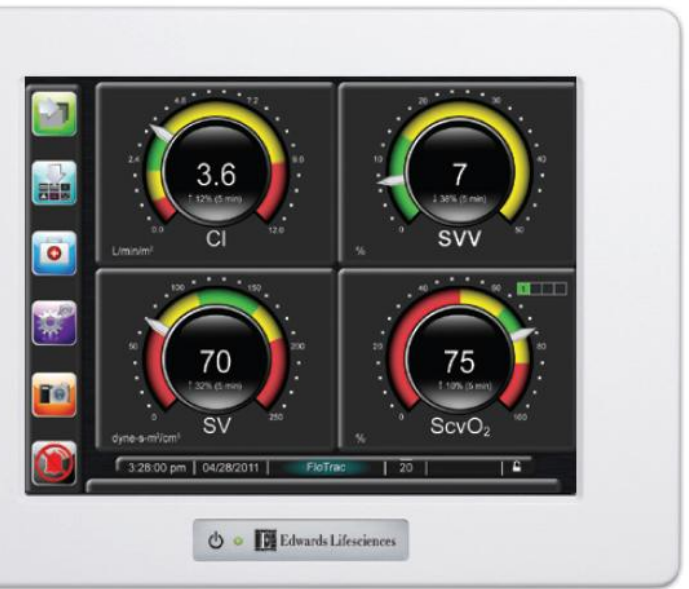 4.8 7.2
2.4 9.6
3.6
↑ 12% (5 min)
0.0 12.0
CI
L/min/m²
20 30
10 40
7
↓ 38% (5 min)
0 50
SVV
%
100 150
50 200
70
↑ 32% (5 min)
0 250
SV
dyne-s-m²/cm⁵
1
40 60
20 80
75
↑ 10% (5 min)
0 100
ScvO₂
%
3:28:00 pm | 04/28/2011 | FloTrac | 20
Edwards Lifesciences